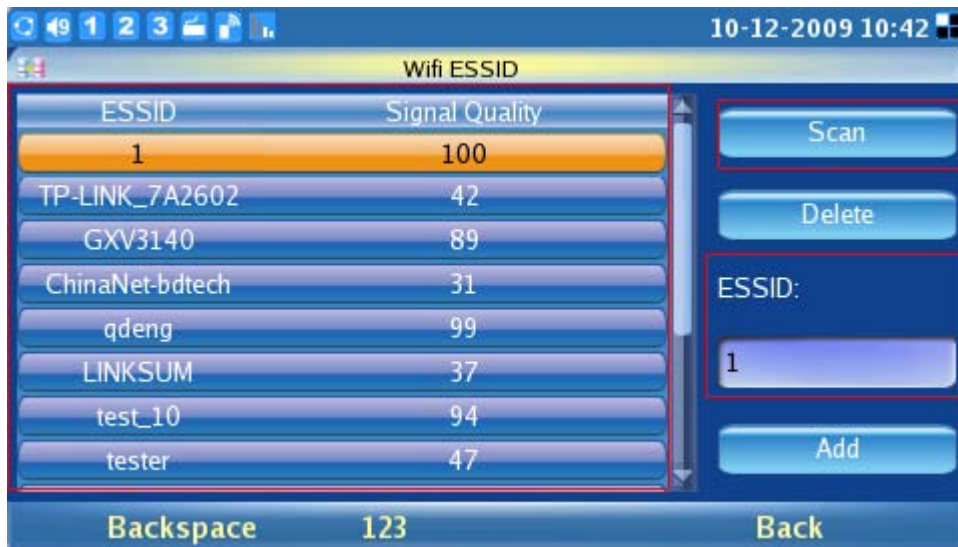 9 1 2 3 10-12-2009 10:42
Wifi ESSID
ESSID Signal Quality
1 100
TP-LINK_7A2602 42
GXV3140 89
ChinaNet-bdtech 31
qdeng 99
LINKSUM 37
test_10 94
tester 47
Scan
Delete
ESSID:
1
Add
Backspace 123 Back